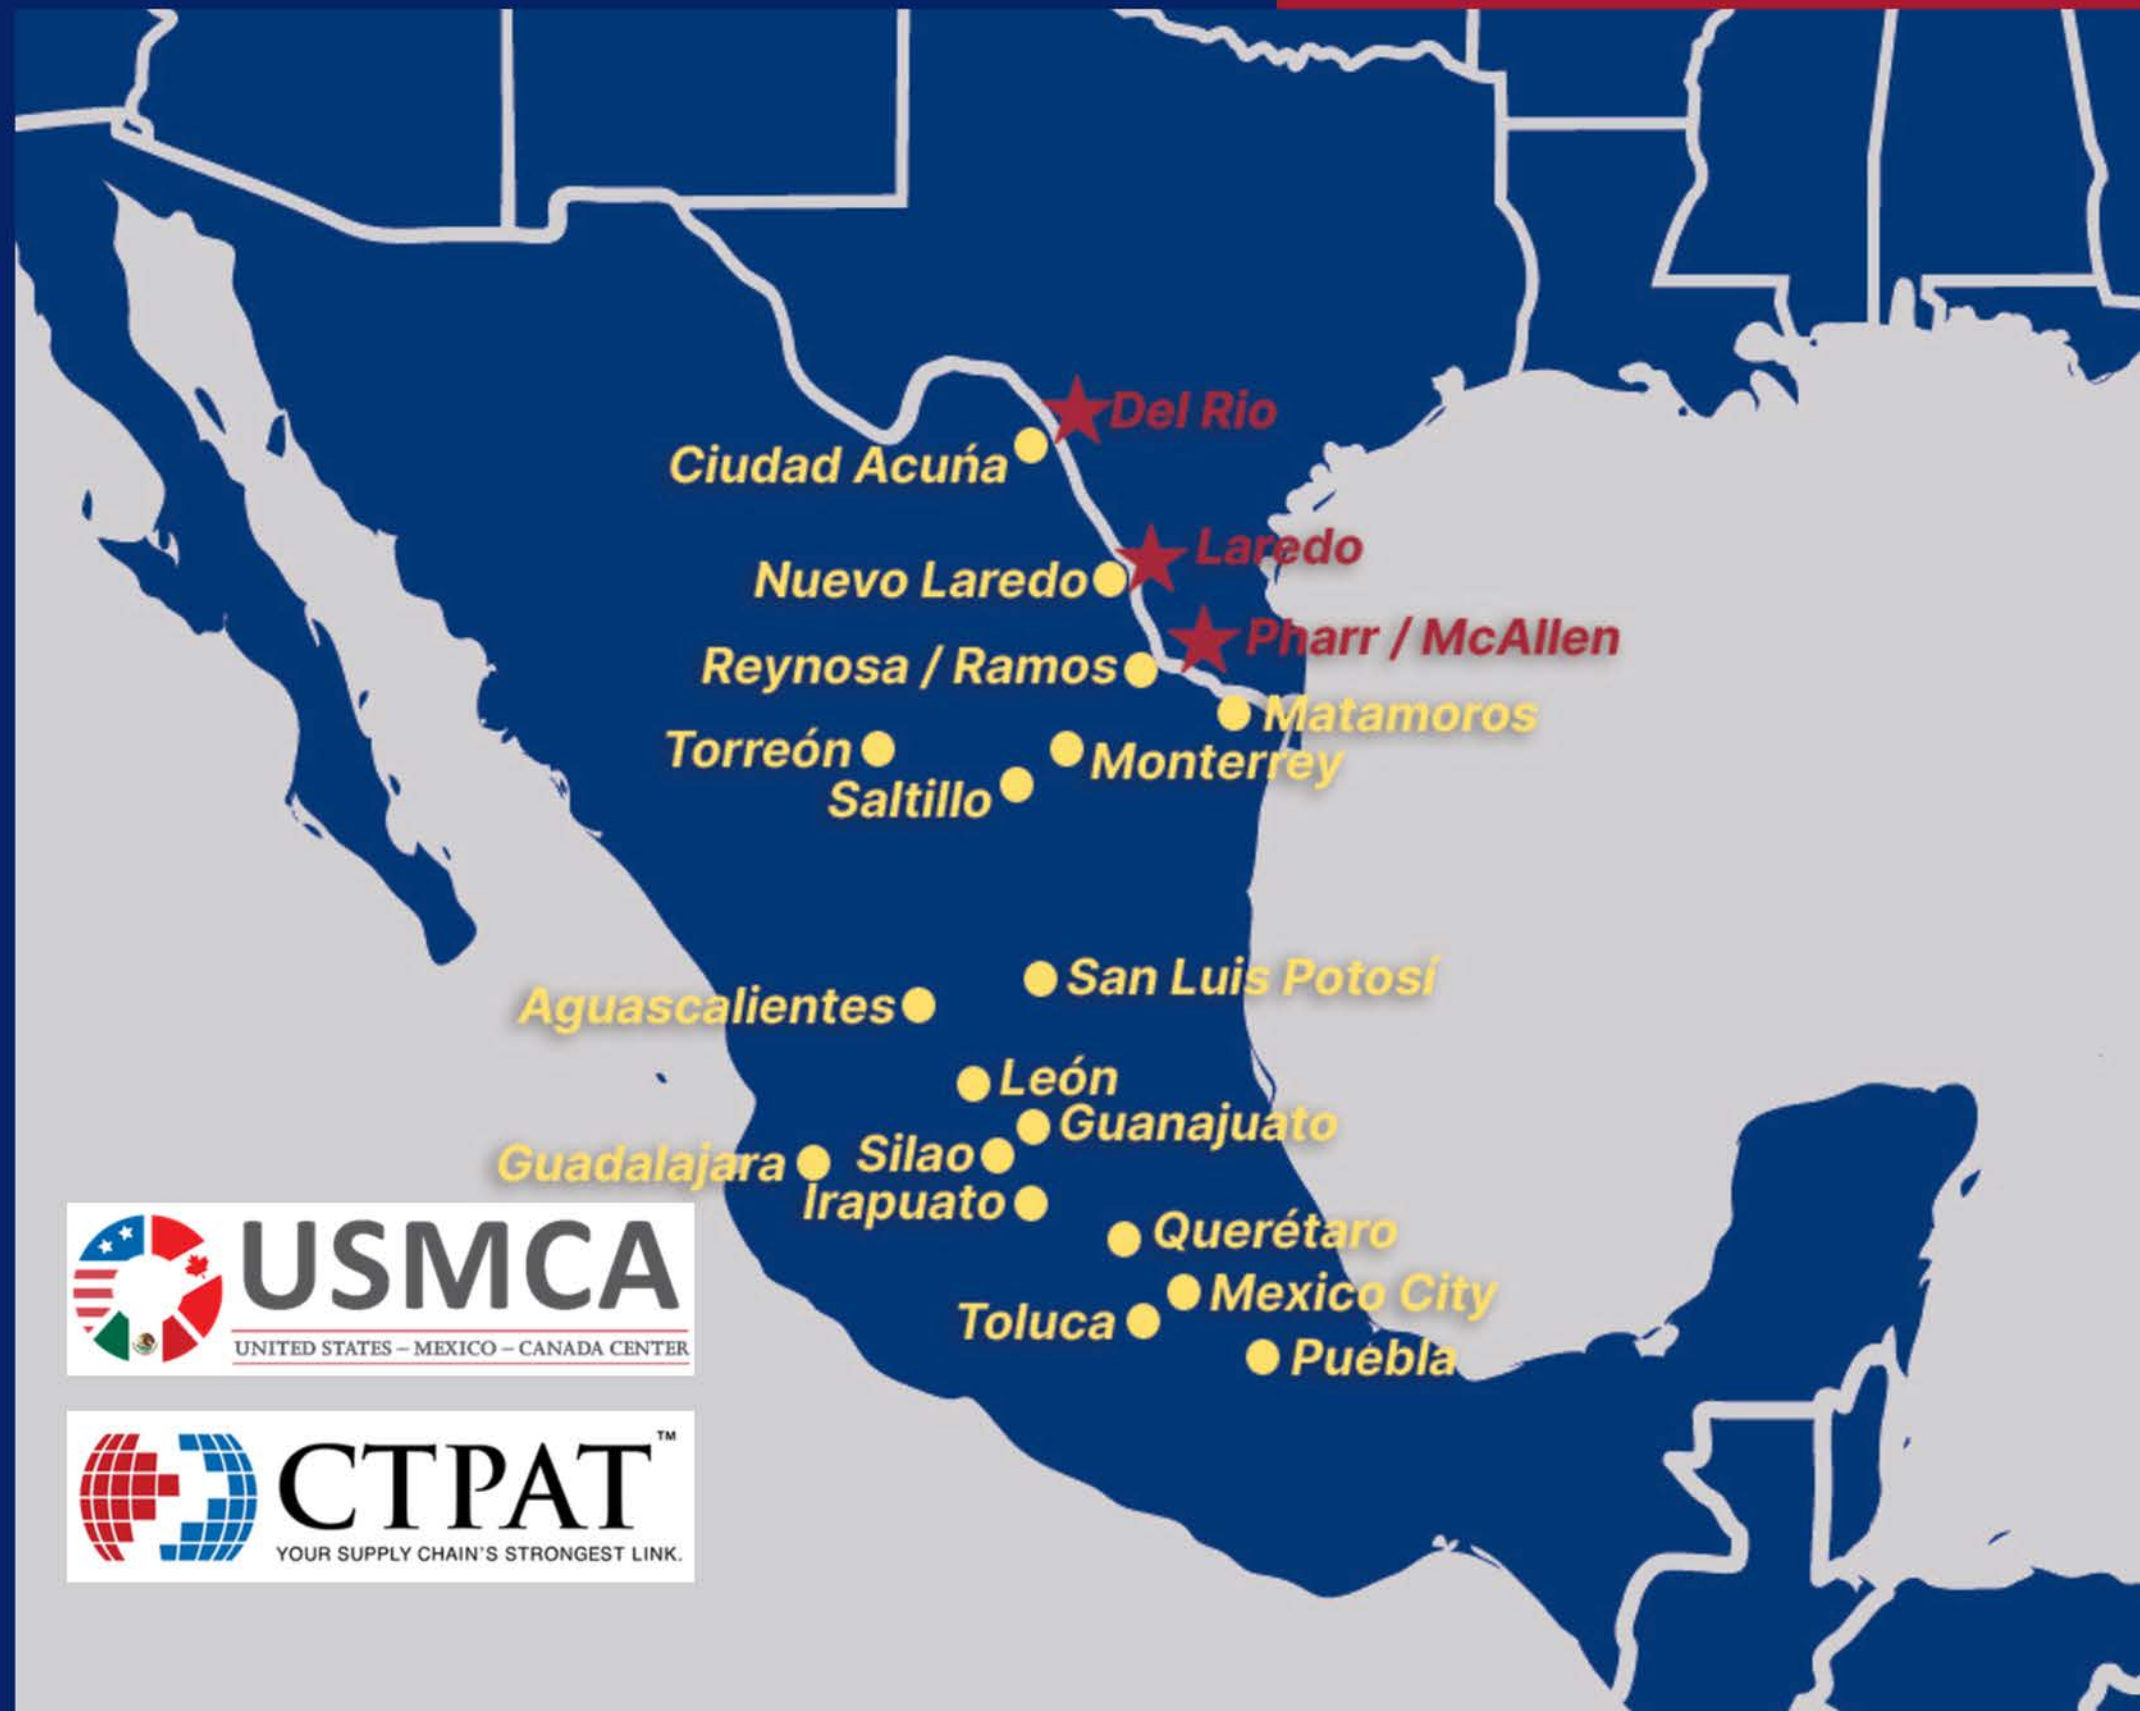 Del Rio
Ciudad Acuńa
Laredo
Nuevo Laredo
Pharr / McAllen
Reynosa / Ramos
Matamoros
Torreón
Monterrey
Saltillo
San Luis Potosí
Aguascalientes
León
Guanajuato
Silao
Guadalajara
Irapuato
Querétaro
Mexico City
Toluca
Puebla
USMCA
UNITED STATES – MEXICO – CANADA CENTER
CTPAT™
YOUR SUPPLY CHAIN'S STRONGEST LINK.